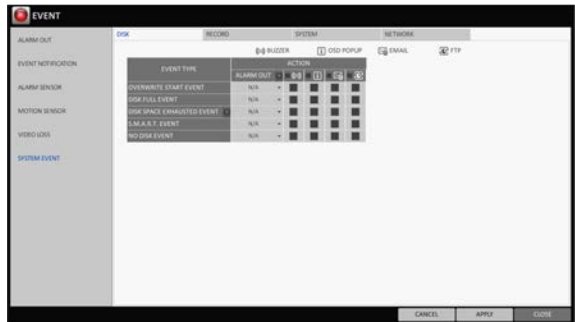 EVENT
ALARM OUT
EVENT NOTIFICATION
ALARM SENSOR
MOTION SENSOR
VIDEO LOSS
SYSTEM EVENT
DISK RECORD SYSTEM NETWORK
BUZZER OSD POPUP EMAIL FTP
EVENT TYPE ACTION
ALARM OUT
OVERWRITE START EVENT N/A
DISK FULL EVENT N/A
DISK SPACE EXHAUSTED EVENT N/A
S.M.A.R.T. EVENT N/A
NO DISK EVENT N/A
CANCEL APPLY CLOSE